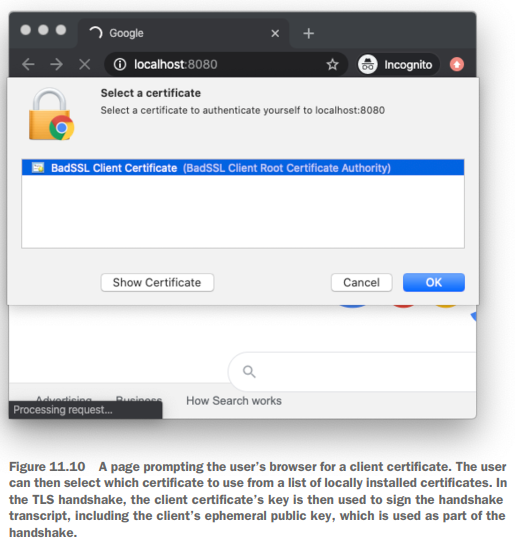 Google
localhost:8080
Incognito
Select a certificate
Select a certificate to authenticate yourself to localhost:8080
BadSSL Client Certificate (BadSSL Client Root Certificate Authority)
Show Certificate
Cancel
OK
Advertising Business How Search works
Processing request...
Figure 11.10 A page prompting the user's browser for a client certificate. The user
can then select which certificate to use from a list of locally installed certificates. In
the TLS handshake, the client certificate's key is then used to sign the handshake
transcript, including the client's ephemeral public key, which is used as part of the
handshake.